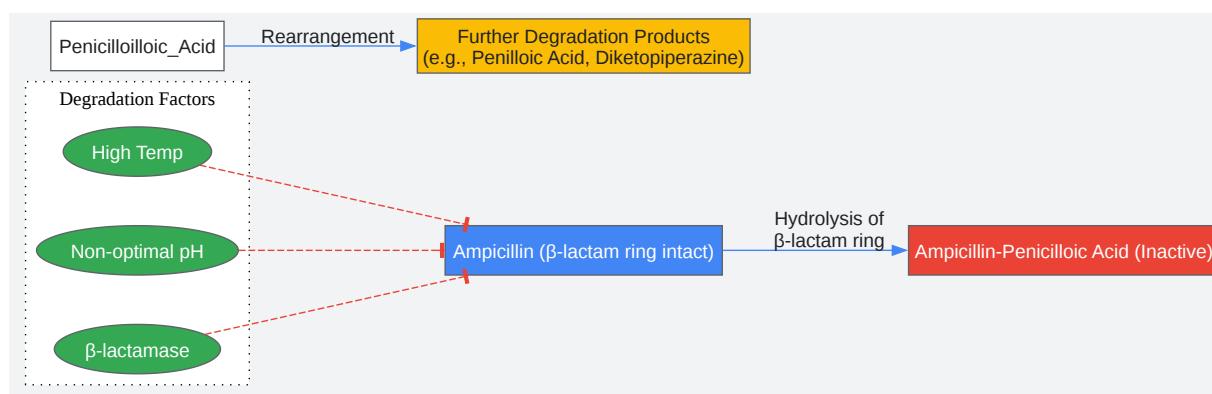 Penicilloilloic_Acid
Rearrangement
Further Degradation Products
(e.g., Penilloic Acid, Diketopiperazine)
Degradation Factors
High Temp
Non-optimal pH
β-lactamase
Ampicillin (β-lactam ring intact)
Hydrolysis of
β-lactam ring
Ampicillin-Penicilloic Acid (Inactive)